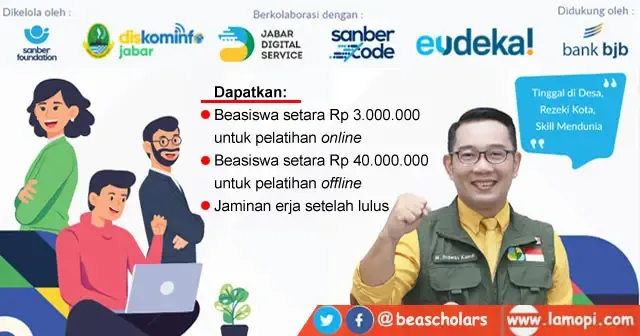 Dikelola oleh :
Berkolaborasi dengan :
Didukung oleh :
sanber
foundation
diskominfo
jabar
JABAR
DIGITAL
SERVICE
sanber
code
eudeka!
bank bjb
Dapatkan:
Beasiswa setara Rp 3.000.000
untuk pelatihan online
Beasiswa setara Rp 40.000.000
untuk pelatihan offline
Jaminan erja setelah lulus
Tinggal di Desa,
Rezeki Kota,
Skill Mendunia
M. Ridwan Kamil
@beascholars
www.lamopi.com